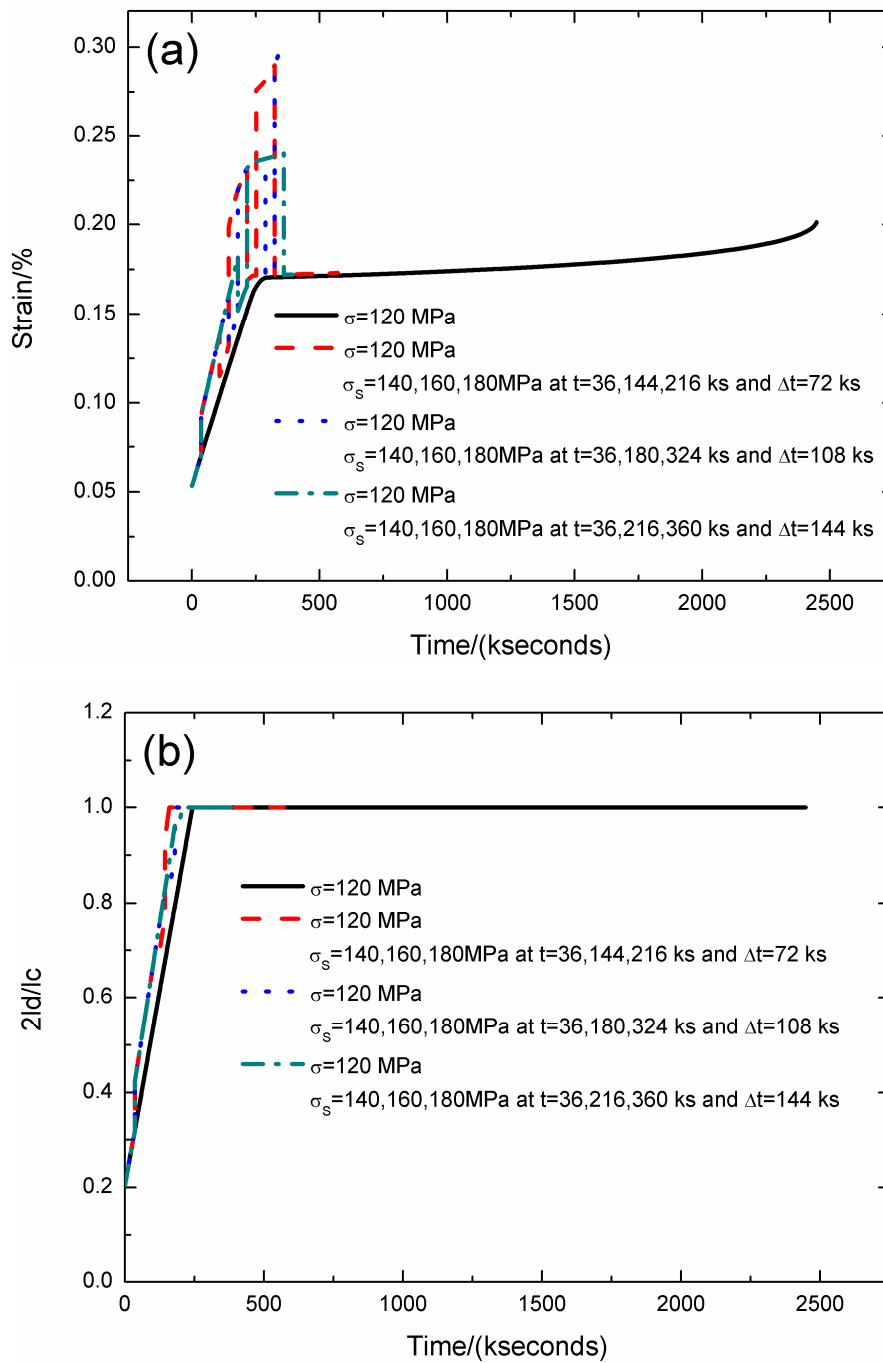 (a)
0.30
0.25
0.20
0.15
0.10
0.05
0.00
Strain/%
σ=120 MPa
σ=120 MPa
σS=140,160,180MPa at t=36,144,216 ks and Δt=72 ks
σ=120 MPa
σS=140,160,180MPa at t=36,180,324 ks and Δt=108 ks
σ=120 MPa
σS=140,160,180MPa at t=36,216,360 ks and Δt=144 ks
0 500 1000 1500 2000 2500
Time/(kseconds)
(b)
1.2
1.0
0.8
0.6
0.4
0.2
0.0
2ld/lc
σ=120 MPa
σ=120 MPa
σS=140,160,180MPa at t=36,144,216 ks and Δt=72 ks
σ=120 MPa
σS=140,160,180MPa at t=36,180,324 ks and Δt=108 ks
σ=120 MPa
σS=140,160,180MPa at t=36,216,360 ks and Δt=144 ks
0 500 1000 1500 2000 2500
Time/(kseconds)